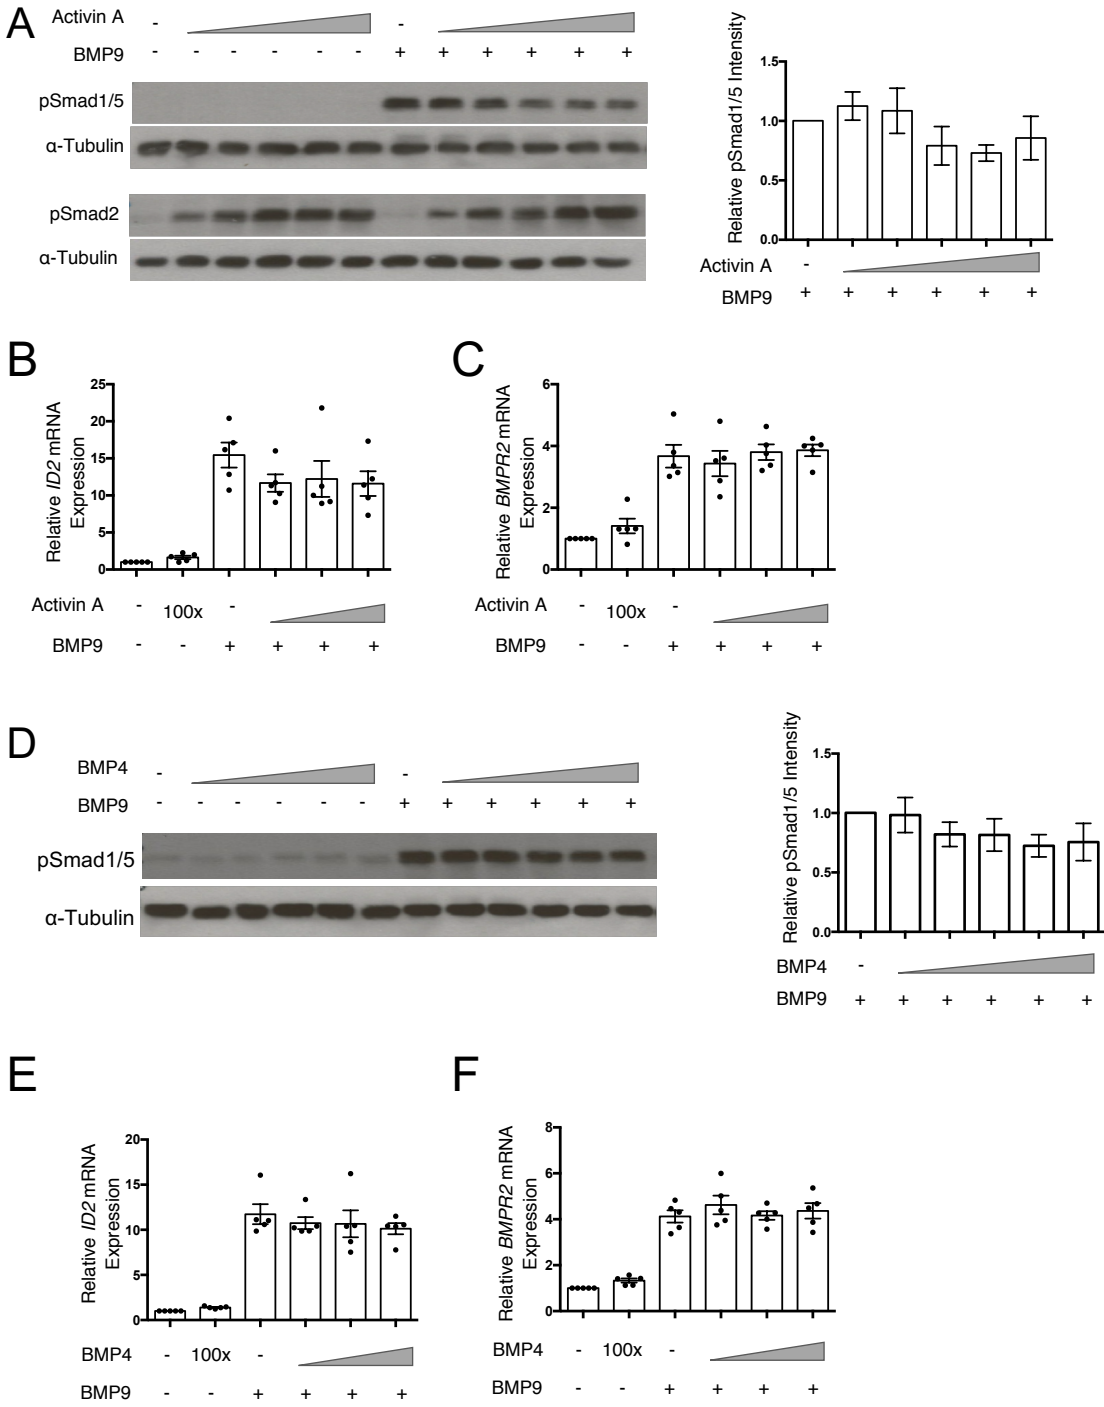 A
Activin A -
-
BMP9 - - - - - - + + + + + +
pSmad1/5
α-Tubulin
pSmad2
α-Tubulin
Relative pSmad1/5 Intensity
1.5
1.0
0.5
0.0
Activin A -
BMP9 + + + + + +
B
Relative ID2 mRNA
Expression
25
20
15
10
5
0
Activin A - 100x -
BMP9 - - + + + +
C
Relative BMPR2 mRNA
Expression
6
4
2
0
Activin A - 100x -
BMP9 - - + + + +
D
BMP4 - -
BMP9 - - - - - - + + + + + +
pSmad1/5
α-Tubulin
Relative pSmad1/5 Intensity
1.5
1.0
0.5
0.0
BMP4 -
BMP9 + + + + + +
E
Relative ID2 mRNA
Expression
20
15
10
5
0
BMP4 - 100x -
BMP9 - - + + + +
F
Relative BMPR2 mRNA
Expression
8
6
4
2
0
BMP4 - 100x -
BMP9 - - + + + +